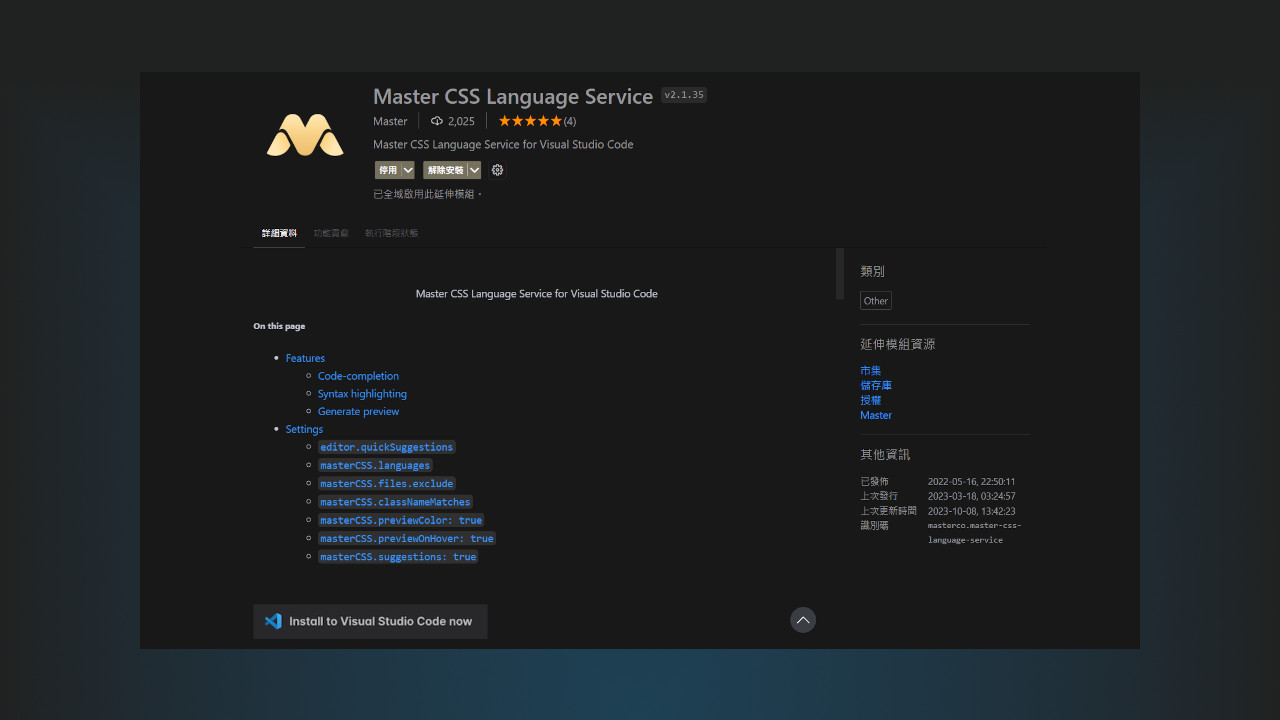 Master CSS Language Service v2.1.35
Master 2,025 ★★★★★(4)
Master CSS Language Service for Visual Studio Code
停用 解除安裝
已全域啟用此延伸模組。
詳細資料 功能貢獻 執行階段狀態
Master CSS Language Service for Visual Studio Code
On this page
• Features
◦ Code-completion
◦ Syntax highlighting
◦ Generate preview
• Settings
◦ editor.quickSuggestions
◦ masterCSS.languages
◦ masterCSS.files.exclude
◦ masterCSS.classNameMatches
◦ masterCSS.previewColor: true
◦ masterCSS.previewOnHover: true
◦ masterCSS.suggestions: true
Install to Visual Studio Code now
類別
Other
延伸模組資源
市集
儲存庫
授權
Master
其他資訊
已發佈 2022-05-16, 22:50:11
上次發行 2023-03-18, 03:24:57
上次更新時間 2023-10-08, 13:42:23
識別碼 masterco.master-css-
language-service